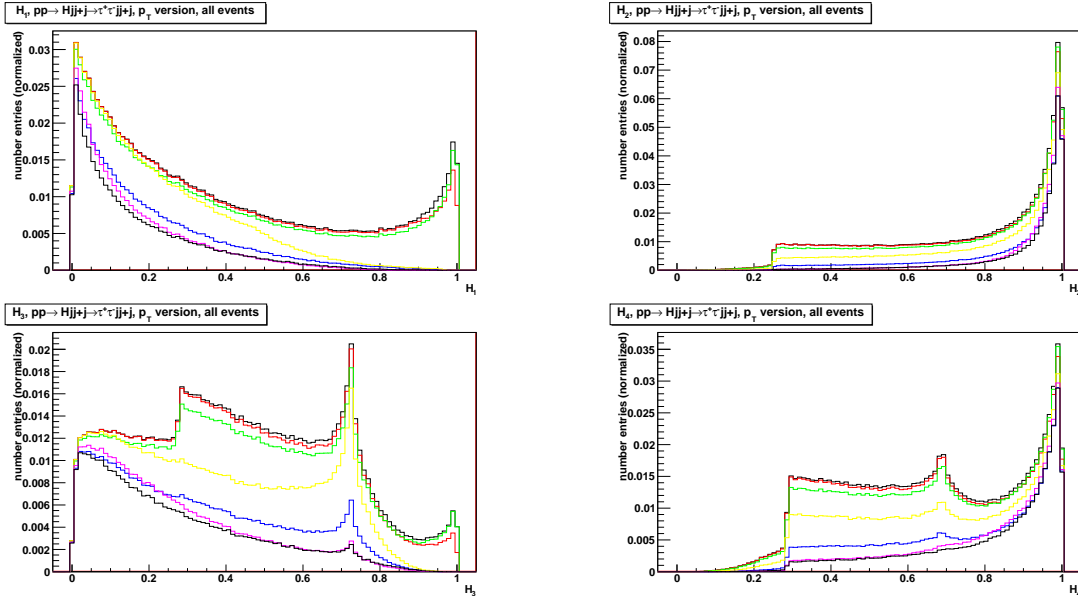 H₁, pp→ Hjj+j→τ⁺τ⁻jj+j, p_T version, all events
number entries (normalized)
0.03
0.025
0.02
0.015
0.01
0.005
0
0 0.2 0.4 0.6 0.8 1
H₁
H₂, pp→ Hjj+j→τ⁺τ⁻jj+j, p_T version, all events
number entries (normalized)
0.08
0.07
0.06
0.05
0.04
0.03
0.02
0.01
0
0 0.2 0.4 0.6 0.8 1
H₃, pp→ Hjj+j→τ⁺τ⁻jj+j, p_T version, all events
number entries (normalized)
0.02
0.018
0.016
0.014
0.012
0.01
0.008
0.006
0.004
0.002
0
0 0.2 0.4 0.6 0.8 1
H₃
H₄, pp→ Hjj+j→τ⁺τ⁻jj+j, p_T version, all events
number entries (normalized)
0.035
0.03
0.025
0.02
0.015
0.01
0.005
0
0 0.2 0.4 0.6 0.8 1